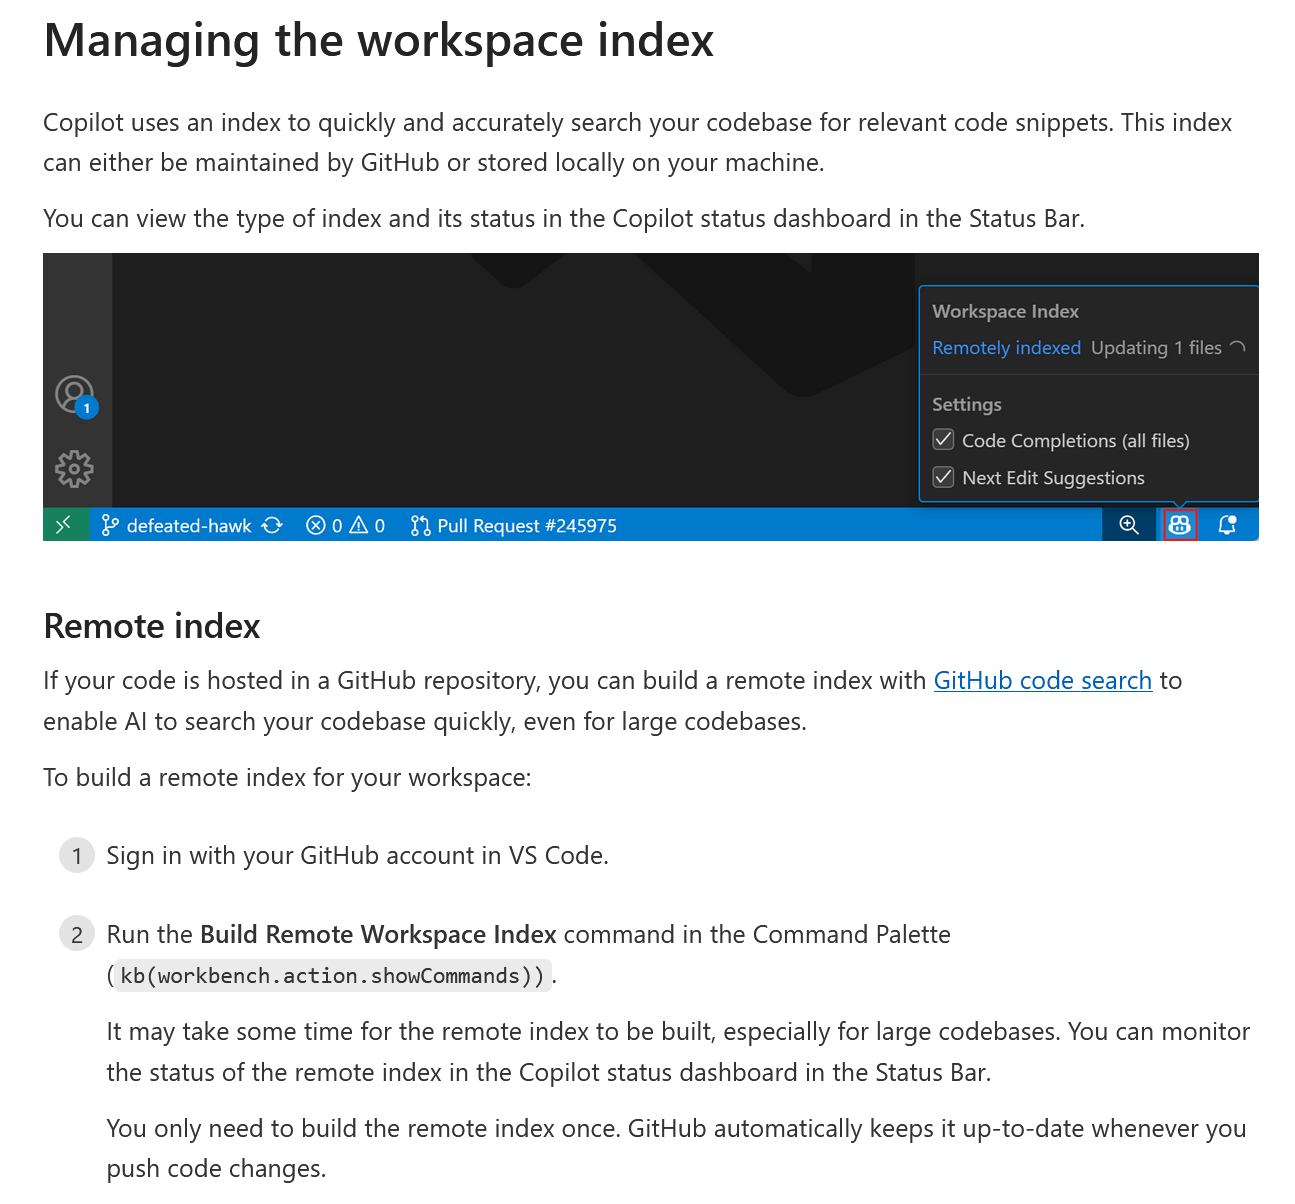 Managing the workspace index
Copilot uses an index to quickly and accurately search your codebase for relevant code snippets. This index
can either be maintained by GitHub or stored locally on your machine.
You can view the type of index and its status in the Copilot status dashboard in the Status Bar.
Workspace Index
Remotely indexed Updating 1 files
Settings
Code Completions (all files)
Next Edit Suggestions
1
defeated-hawk 0 0 Pull Request #245975
Remote index
If your code is hosted in a GitHub repository, you can build a remote index with GitHub code search to
enable AI to search your codebase quickly, even for large codebases.
To build a remote index for your workspace:
1 Sign in with your GitHub account in VS Code.
2 Run the Build Remote Workspace Index command in the Command Palette
(kb(workbench.action.showCommands)).
It may take some time for the remote index to be built, especially for large codebases. You can monitor
the status of the remote index in the Copilot status dashboard in the Status Bar.
You only need to build the remote index once. GitHub automatically keeps it up-to-date whenever you
push code changes.